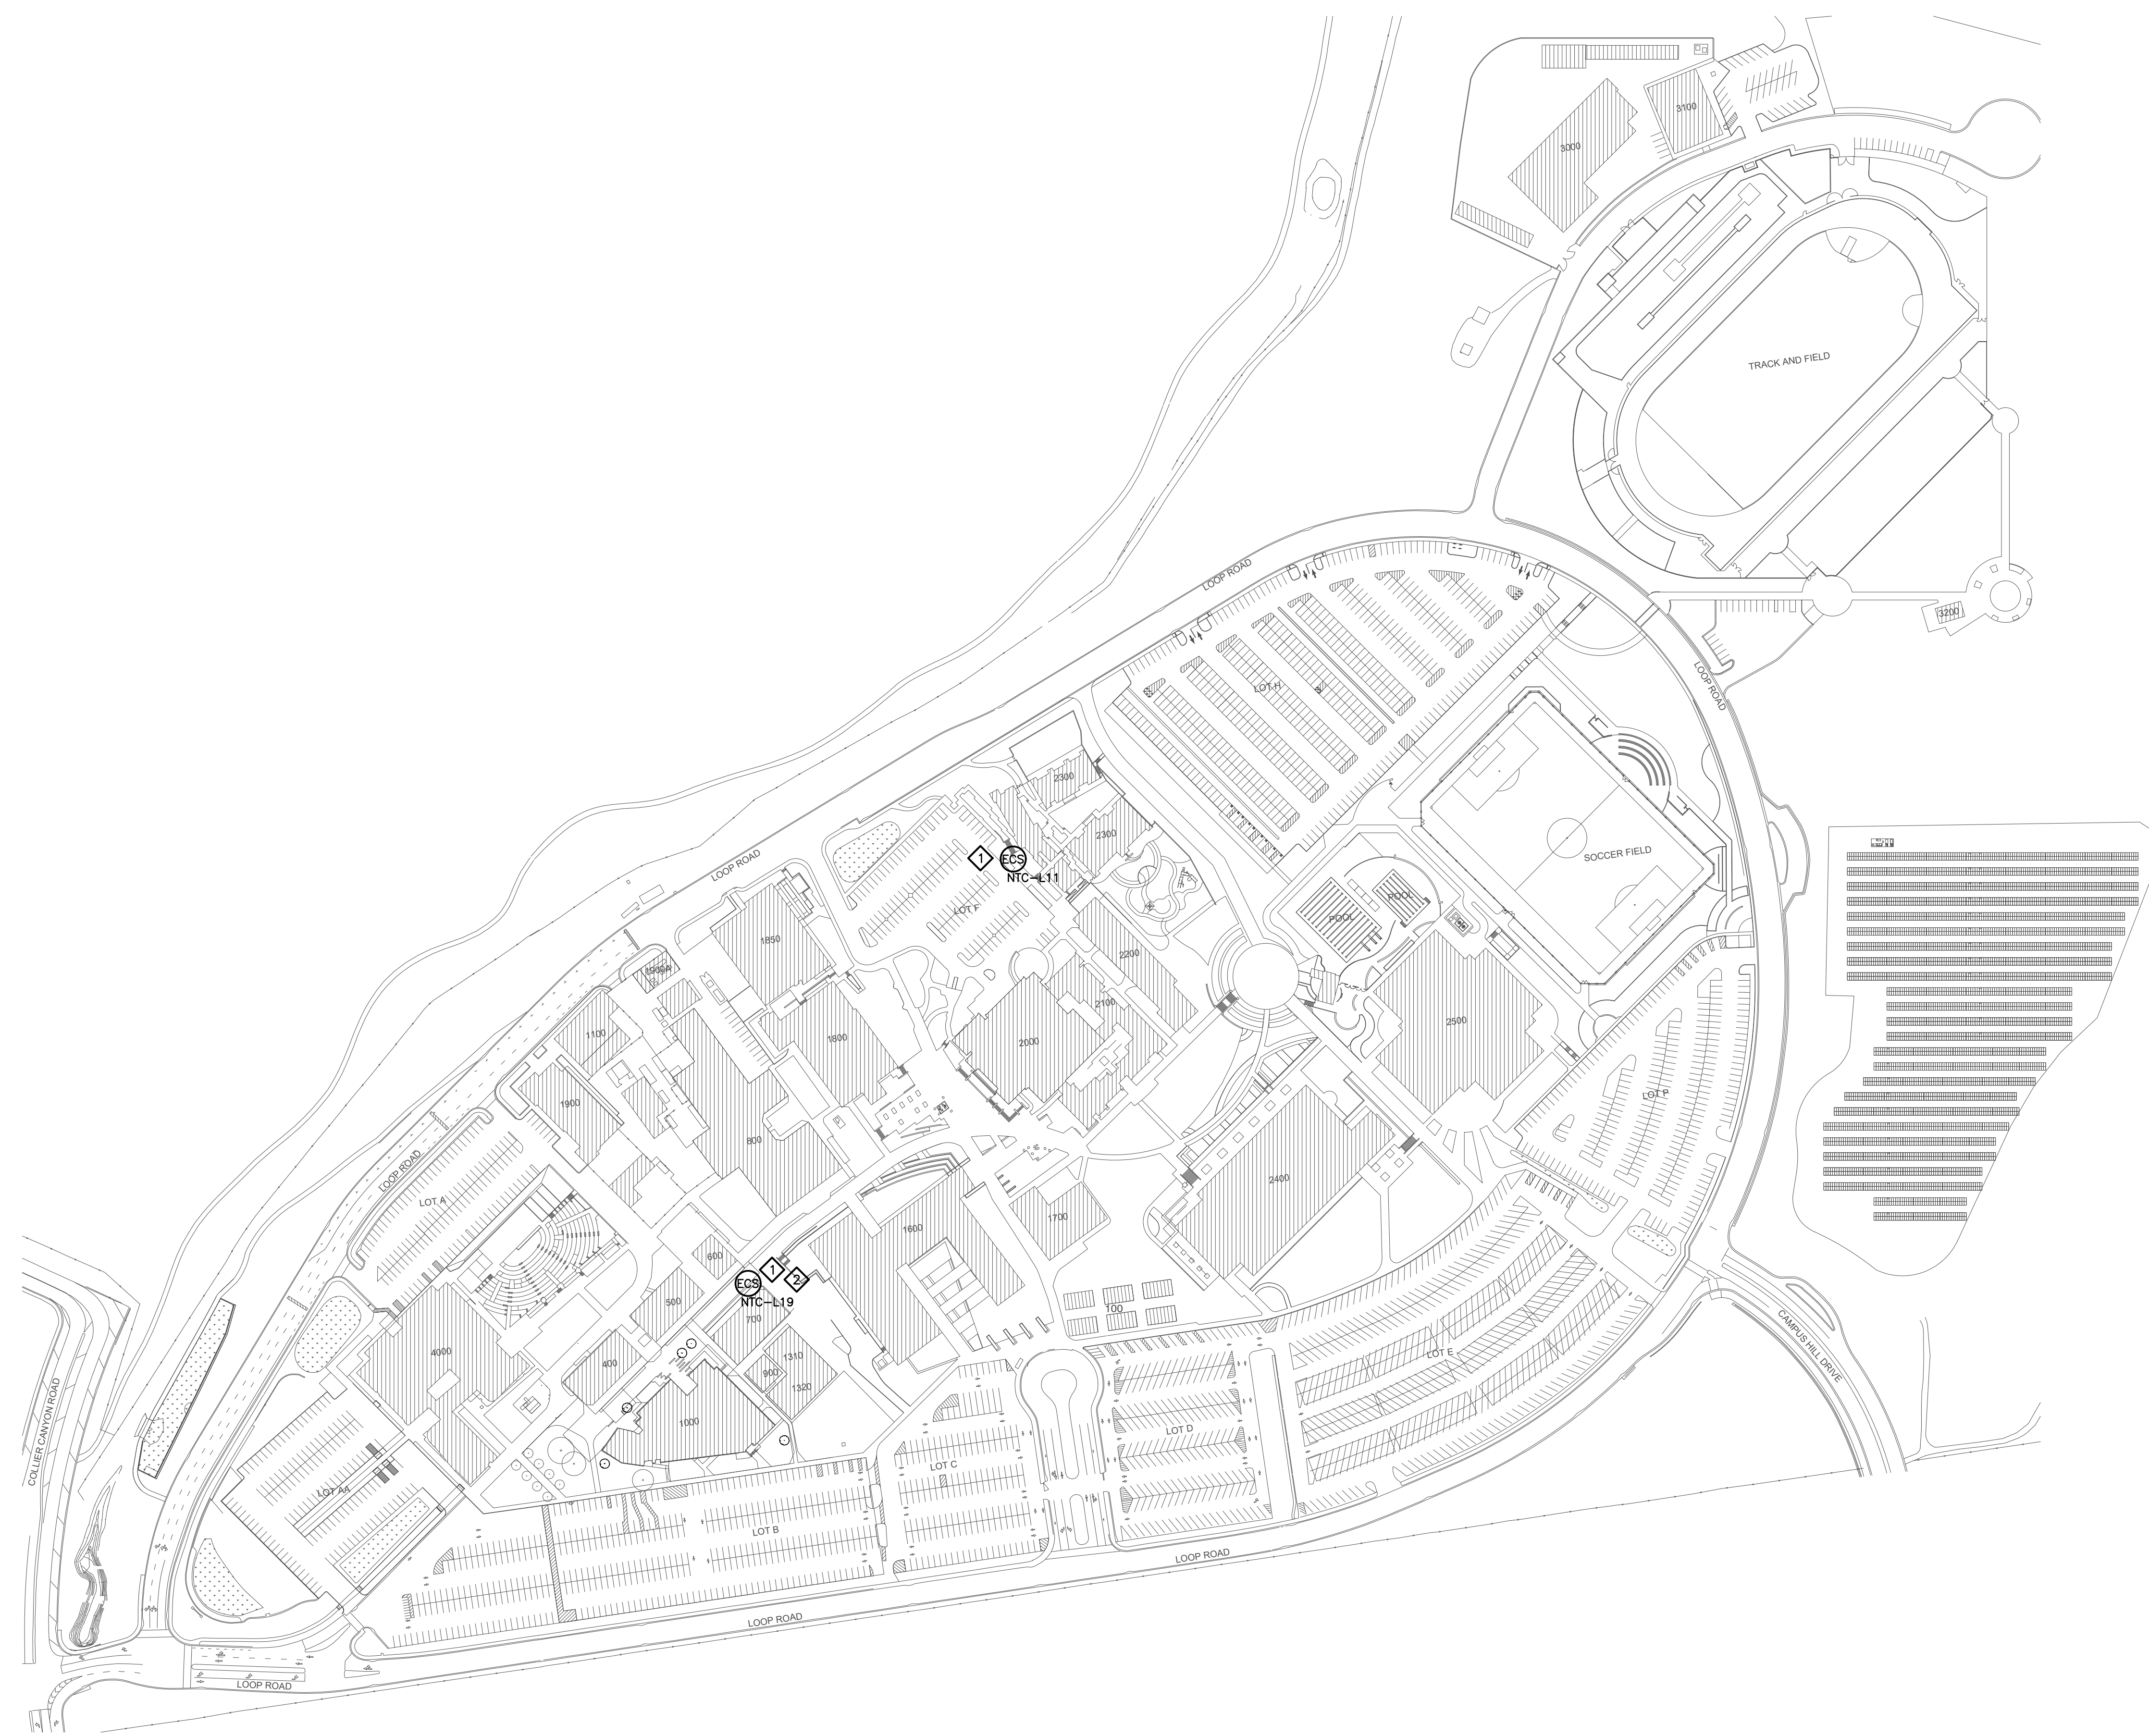 3100
3000
TRACK AND FIELD
LOOP ROAD
3200
LOOP ROAD
LOT H
2300
2300
SOCCER FIELD
1
ECS
NTC-L11
LOOP ROAD
POOL
POOL
LOT F
1850
2200
1900A
2100
2500
1100
1800
2000
LOT P
1900
800
LOOP ROAD
LOT A
2400
1700
1600
600
1
2
ECS
NTC-L19
500
700
100
CAMPUS HILL DRIVE
4000
400
1310
900
1320
LOT E
1000
LOT D
COLLIER CANYON ROAD
LOT C
LOT AA
LOT B
LOOP ROAD
LOOP ROAD
LOOP ROAD